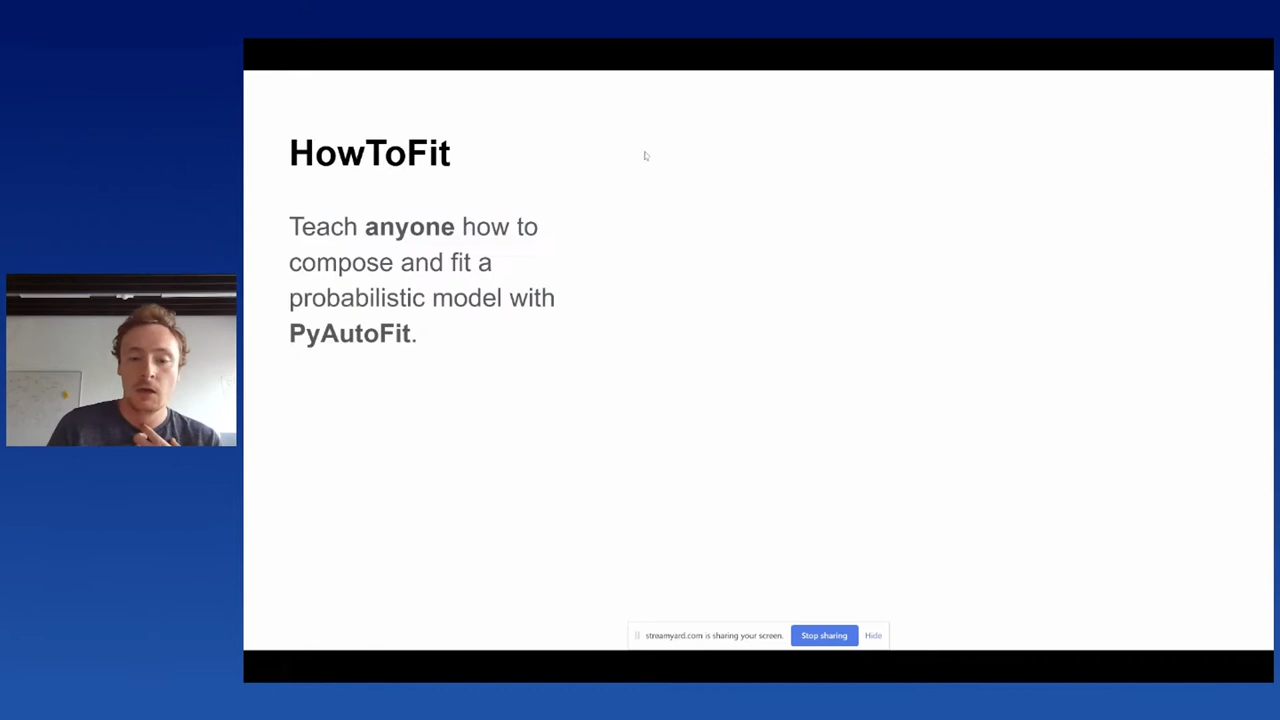 HowToFit
Teach anyone how to
compose and fit a
probabilistic model with
PyAutoFit.
streamyard.com is sharing your screen.
Stop sharing
Hide